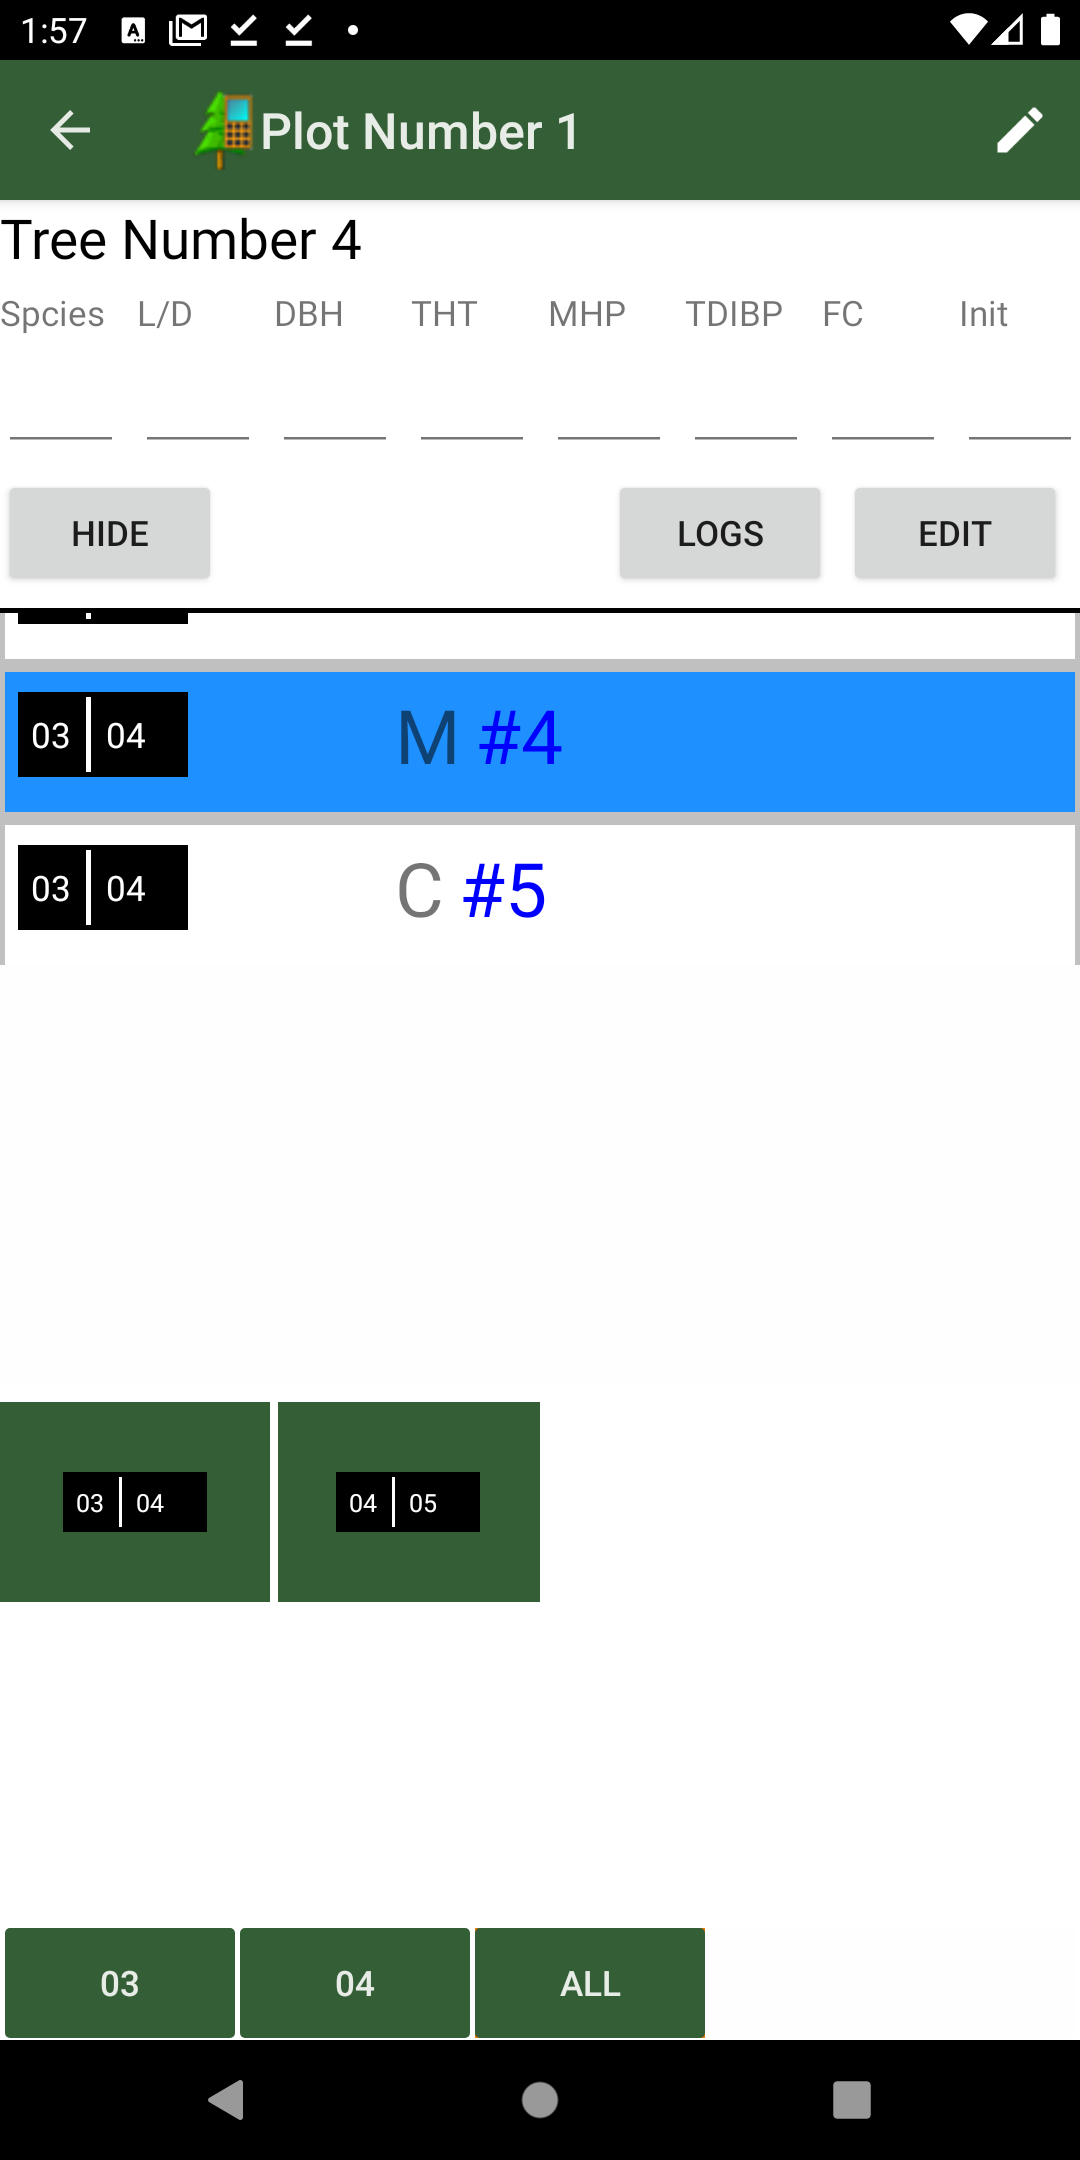 1:57
Plot Number 1
Tree Number 4
Spcies L/D DBH THT MHP TDIBP FC Init
HIDE LOGS EDIT
03 04 M #4
03 04 C #5
03 04 04 05
03 04 ALL